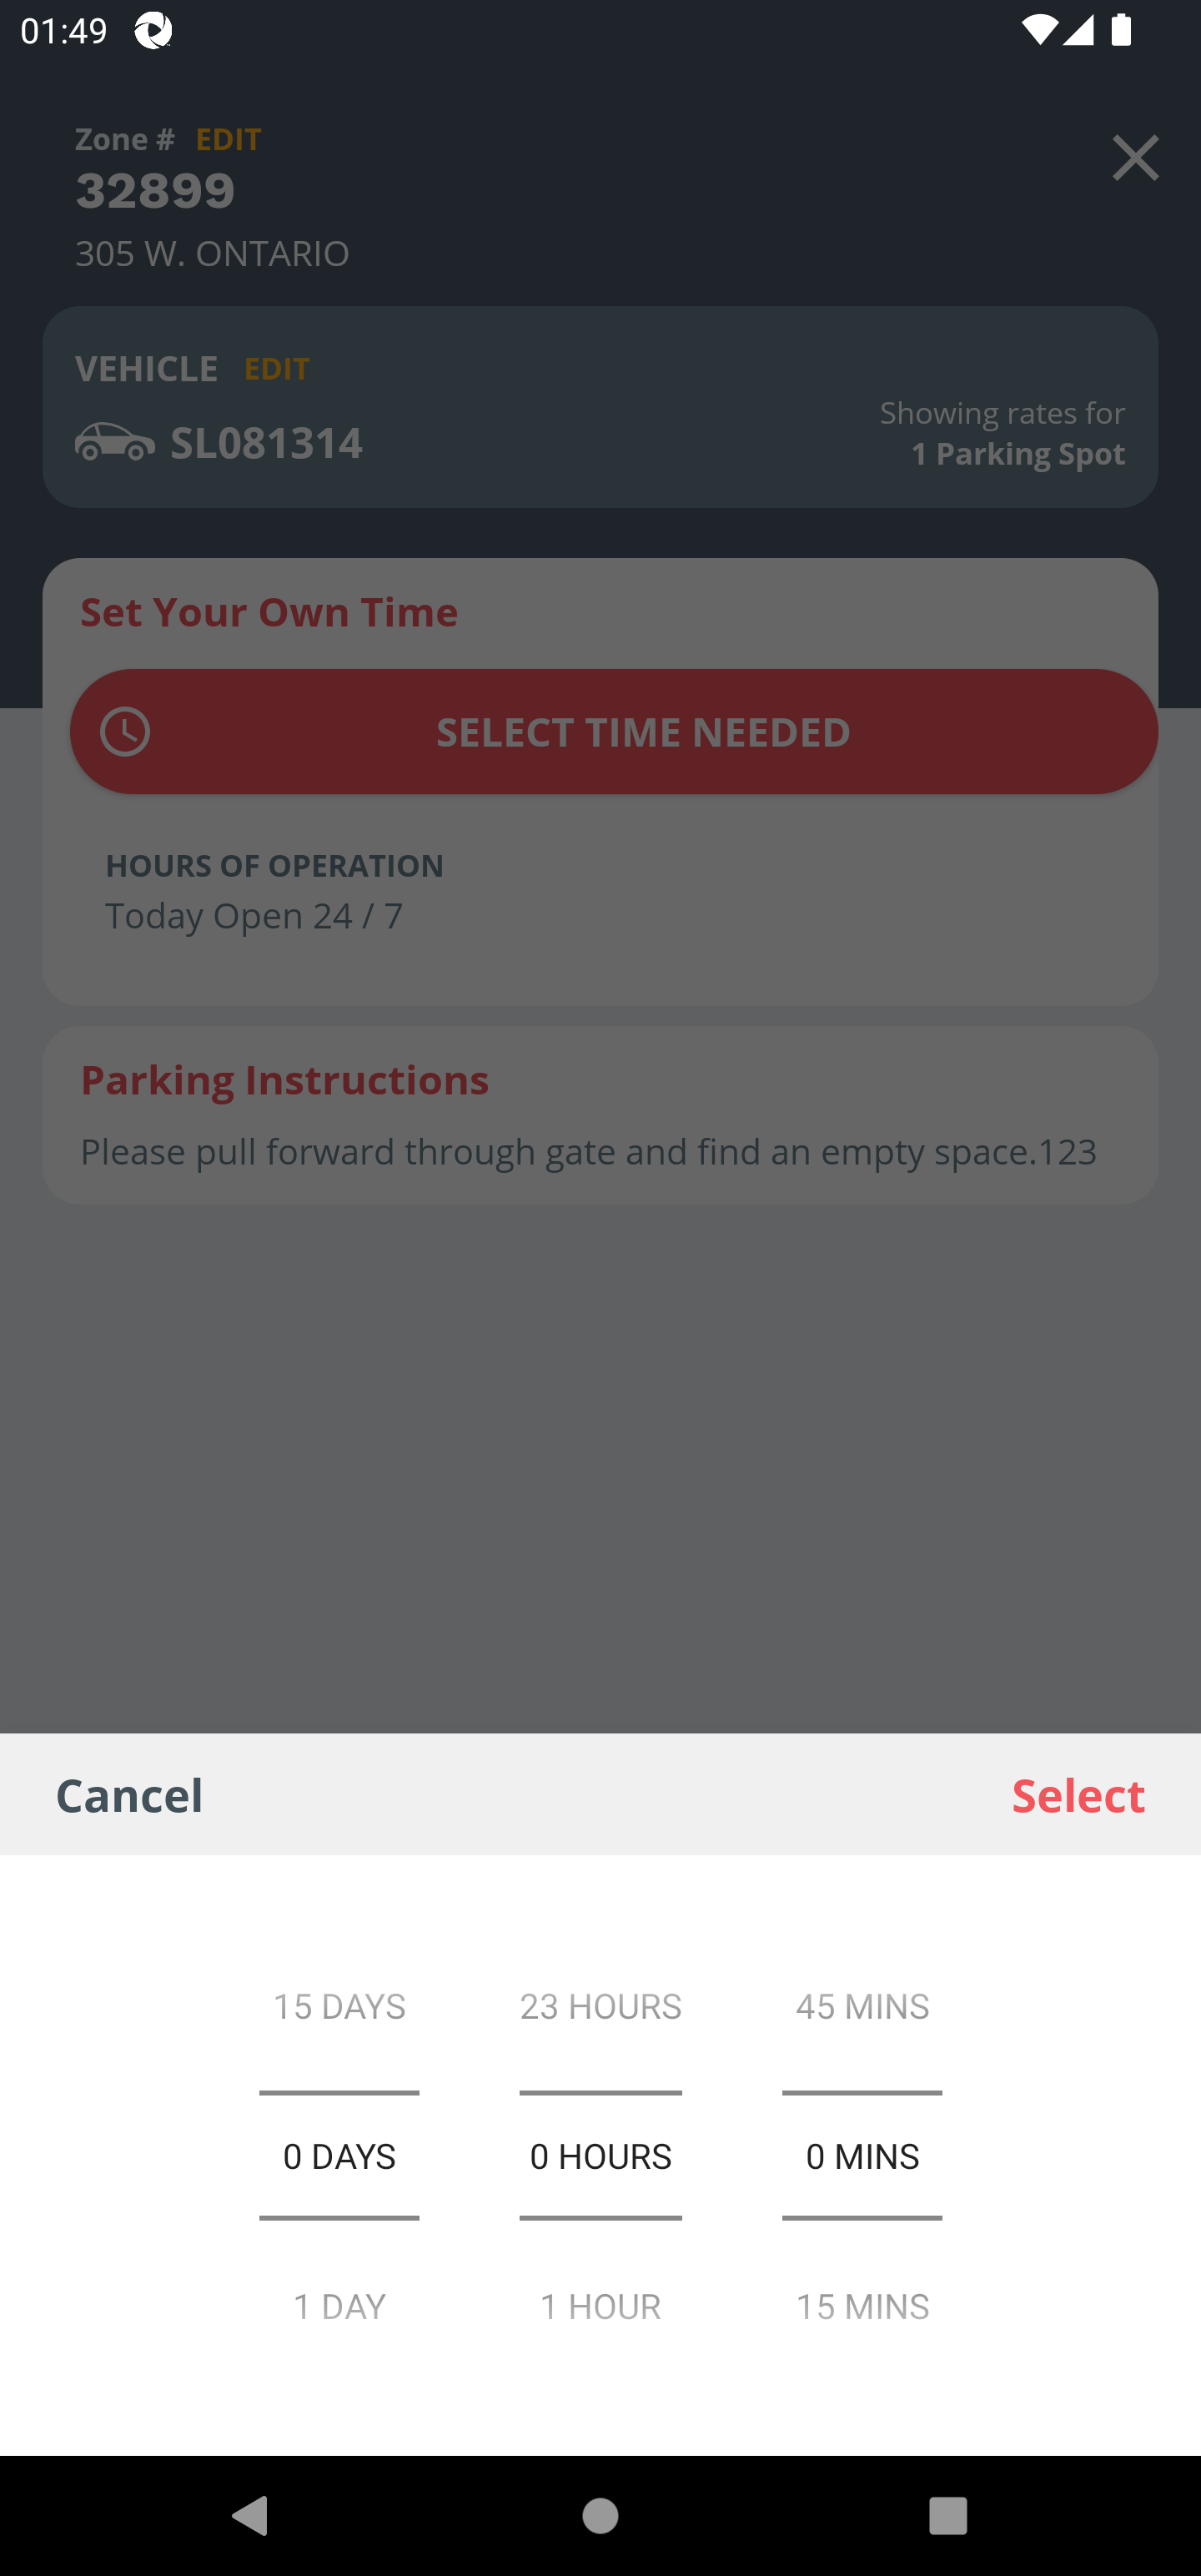 01:49
Zone # EDIT
32899
305 W. ONTARIO
VEHICLE EDIT
SL081314
Showing rates for
1 Parking Spot
Set Your Own Time
SELECT TIME NEEDED
HOURS OF OPERATION
Today Open 24 / 7
Parking Instructions
Please pull forward through gate and find an empty space.123
Cancel Select
15 DAYS 23 HOURS 45 MINS
0 DAYS 0 HOURS 0 MINS
1 DAY 1 HOUR 15 MINS